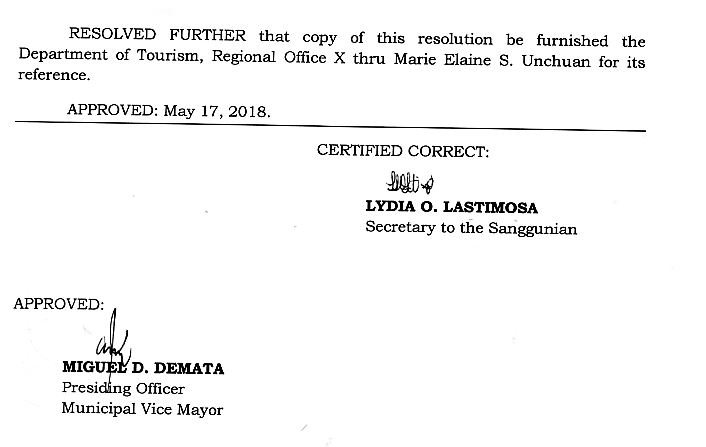 RESOLVED FURTHER that copy of this resolution be furnished the
Department of Tourism, Regional Office X thru Marie Elaine S. Unchuan for its
reference.
APPROVED: May 17, 2018.
CERTIFIED CORRECT:
LYDIA O. LASTIMOSA
Secretary to the Sanggunian
APPROVED:
MIGUEL D. DEMATA
Presiding Officer
Municipal Vice Mayor